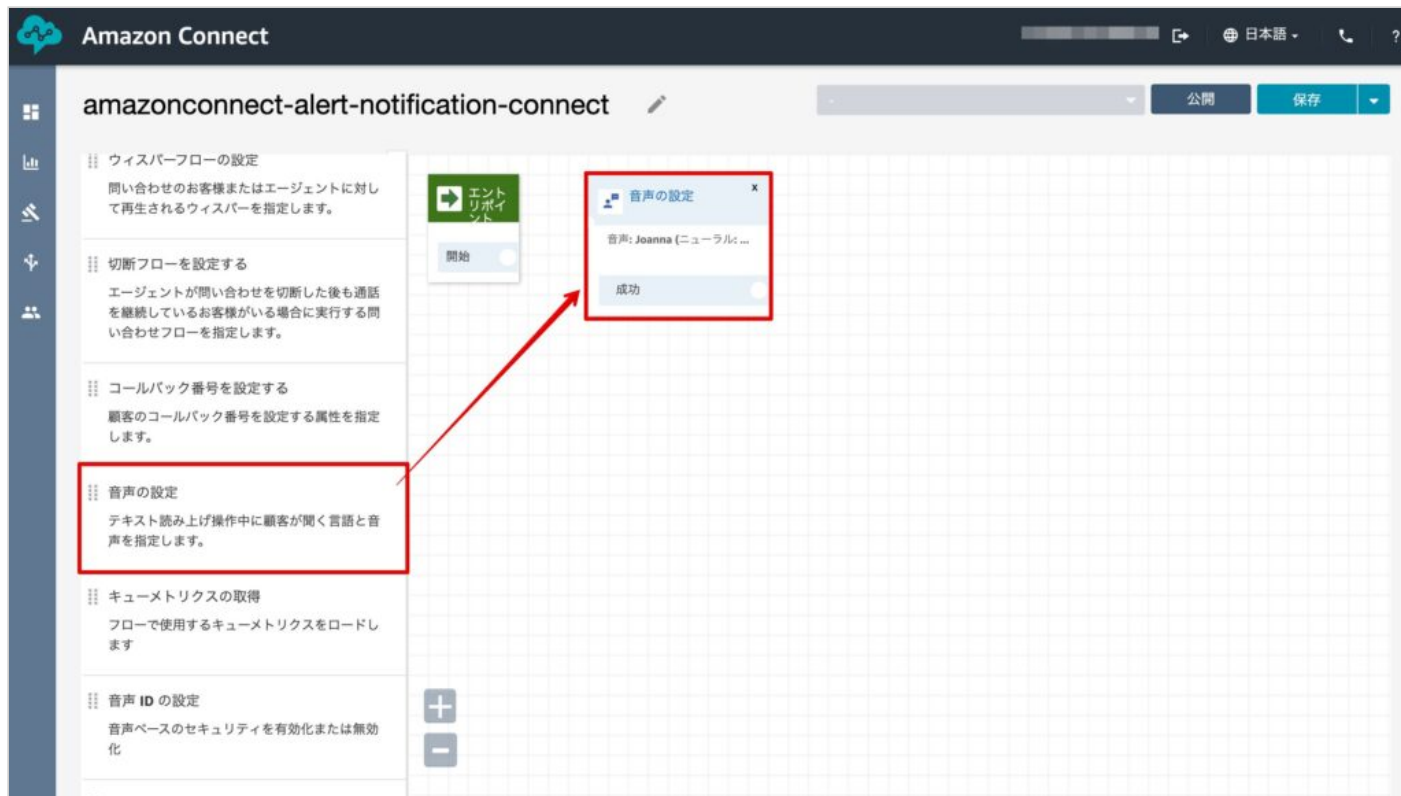 Amazon Connect
日本語
?
amazonconnect-alert-notification-connect
-
公開
保存
ウィスパーフローの設定
問い合わせのお客様またはエージェントに対し
て再生されるウィスパーを指定します。
切断フローを設定する
エージェントが問い合わせを切断した後も通話
を継続しているお客様がいる場合に実行する問
い合わせフローを指定します。
コールバック番号を設定する
顧客のコールバック番号を設定する属性を指定
します。
音声の設定
テキスト読み上げ操作中に顧客が聞く言語と音
声を指定します。
キューメトリクスの取得
フローで使用するキューメトリクスをロードし
ます
音声 ID の設定
音声ベースのセキュリティを有効化または無効
化
エント
リポイ
ント
開始
音声の設定
x
音声: Joanna (ニューラル: ...
成功